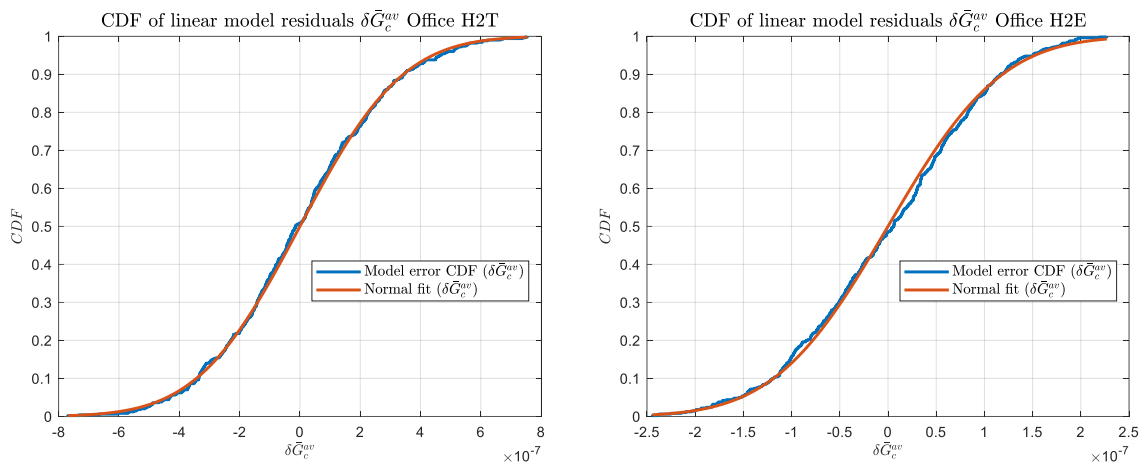 CDF of linear model residuals δḠ_c^{av} Office H2T
1
0.9
0.8
0.7
0.6
0.5
0.4
0.3
0.2
0.1
0
CDF
Model error CDF (δḠ_c^{av})
Normal fit (δḠ_c^{av})
-8 -6 -4 -2 0 2 4 6 8
δḠ_c^{av}
×10^{-7}
CDF of linear model residuals δḠ_c^{av} Office H2E
1
0.9
0.8
0.7
0.6
0.5
0.4
0.3
0.2
0.1
0
CDF
Model error CDF (δḠ_c^{av})
Normal fit (δḠ_c^{av})
-2.5 -2 -1.5 -1 -0.5 0 0.5 1 1.5 2 2.5
δḠ_c^{av}
×10^{-7}